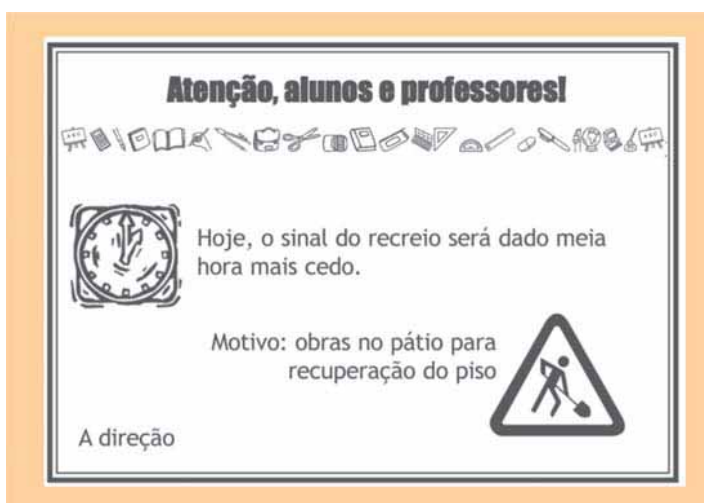 Atenção, alunos e professores!
Hoje, o sinal do recreio será dado meia
hora mais cedo.
Motivo: obras no pátio para
recuperação do piso
A direção